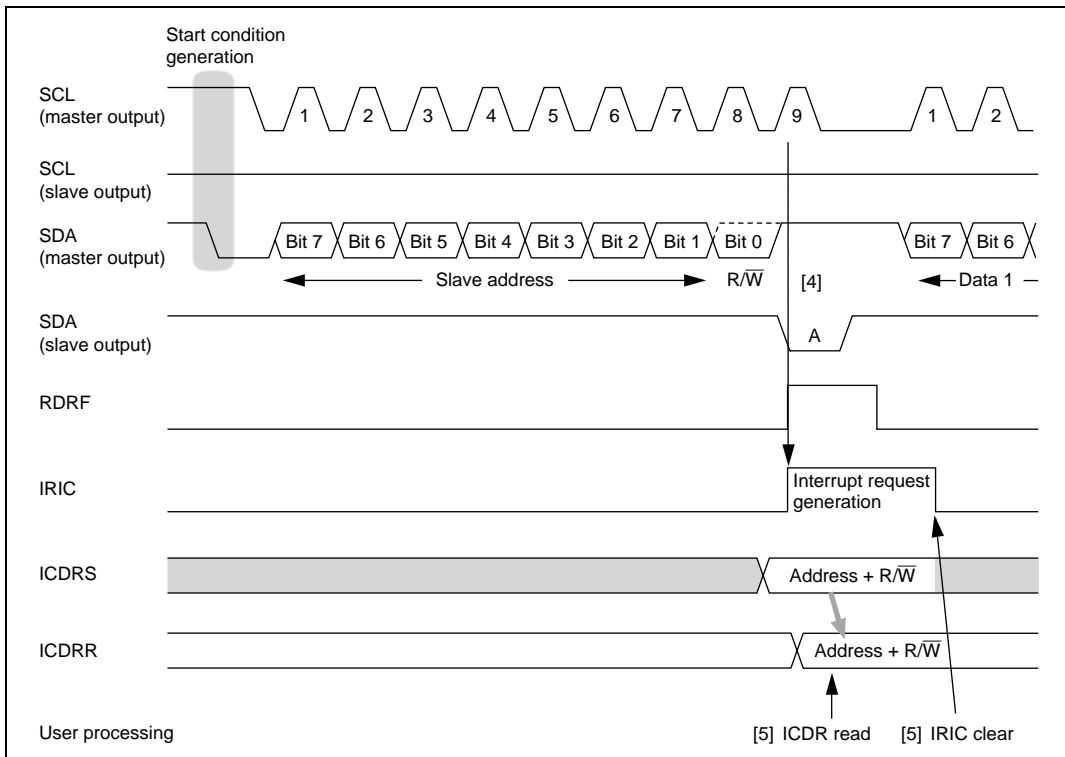 Start condition
generation
SCL
(master output)
1 2 3 4 5 6 7 8 9 1 2
SCL
(slave output)
SDA
(master output)
Bit 7 Bit 6 Bit 5 Bit 4 Bit 3 Bit 2 Bit 1 Bit 0 Bit 7 Bit 6
Slave address R/W̅ [4] Data 1
SDA
(slave output)
A
RDRF
IRIC
Interrupt request
generation
ICDRS
Address + R/W̅
ICDRR
Address + R/W̅
User processing
[5] ICDR read [5] IRIC clear